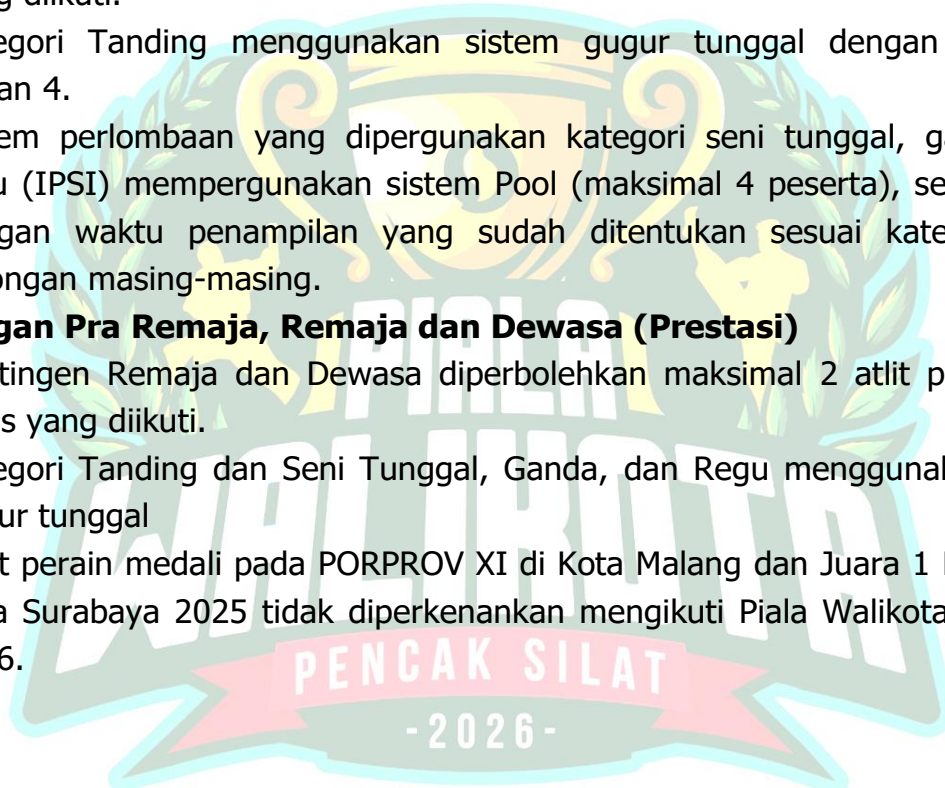 g diikuti.
egori Tanding menggunakan sistem gugur tunggal dengan
an 4.
em perlombaan yang dipergunakan kategori seni tunggal, ga
u (IPSI) mempergunakan sistem Pool (maksimal 4 peserta), se
gan waktu penampilan yang sudah ditentukan sesuai kate
ongan masing-masing.
gan Pra Remaja, Remaja dan Dewasa (Prestasi)
tingen Remaja dan Dewasa diperbolehkan maksimal 2 atlit p
s yang diikuti.
egori Tanding dan Seni Tunggal, Ganda, dan Regu menggunal
ur tunggal
t perain medali pada PORPROV XI di Kota Malang dan Juara 1
a Surabaya 2025 tidak diperkenankan mengikuti Piala Walikota
6.
PIALA
WALIKOTA
PENCAK SILAT
-2026-